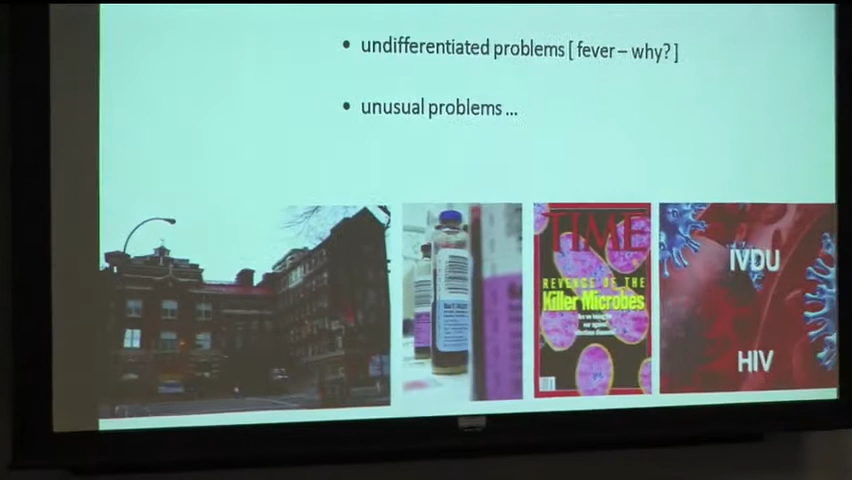 • undifferentiated problems [ fever – why? ]
• unusual problems ...
TIME
REVENGE OF THE
Killer Microbes
IVDU
HIV